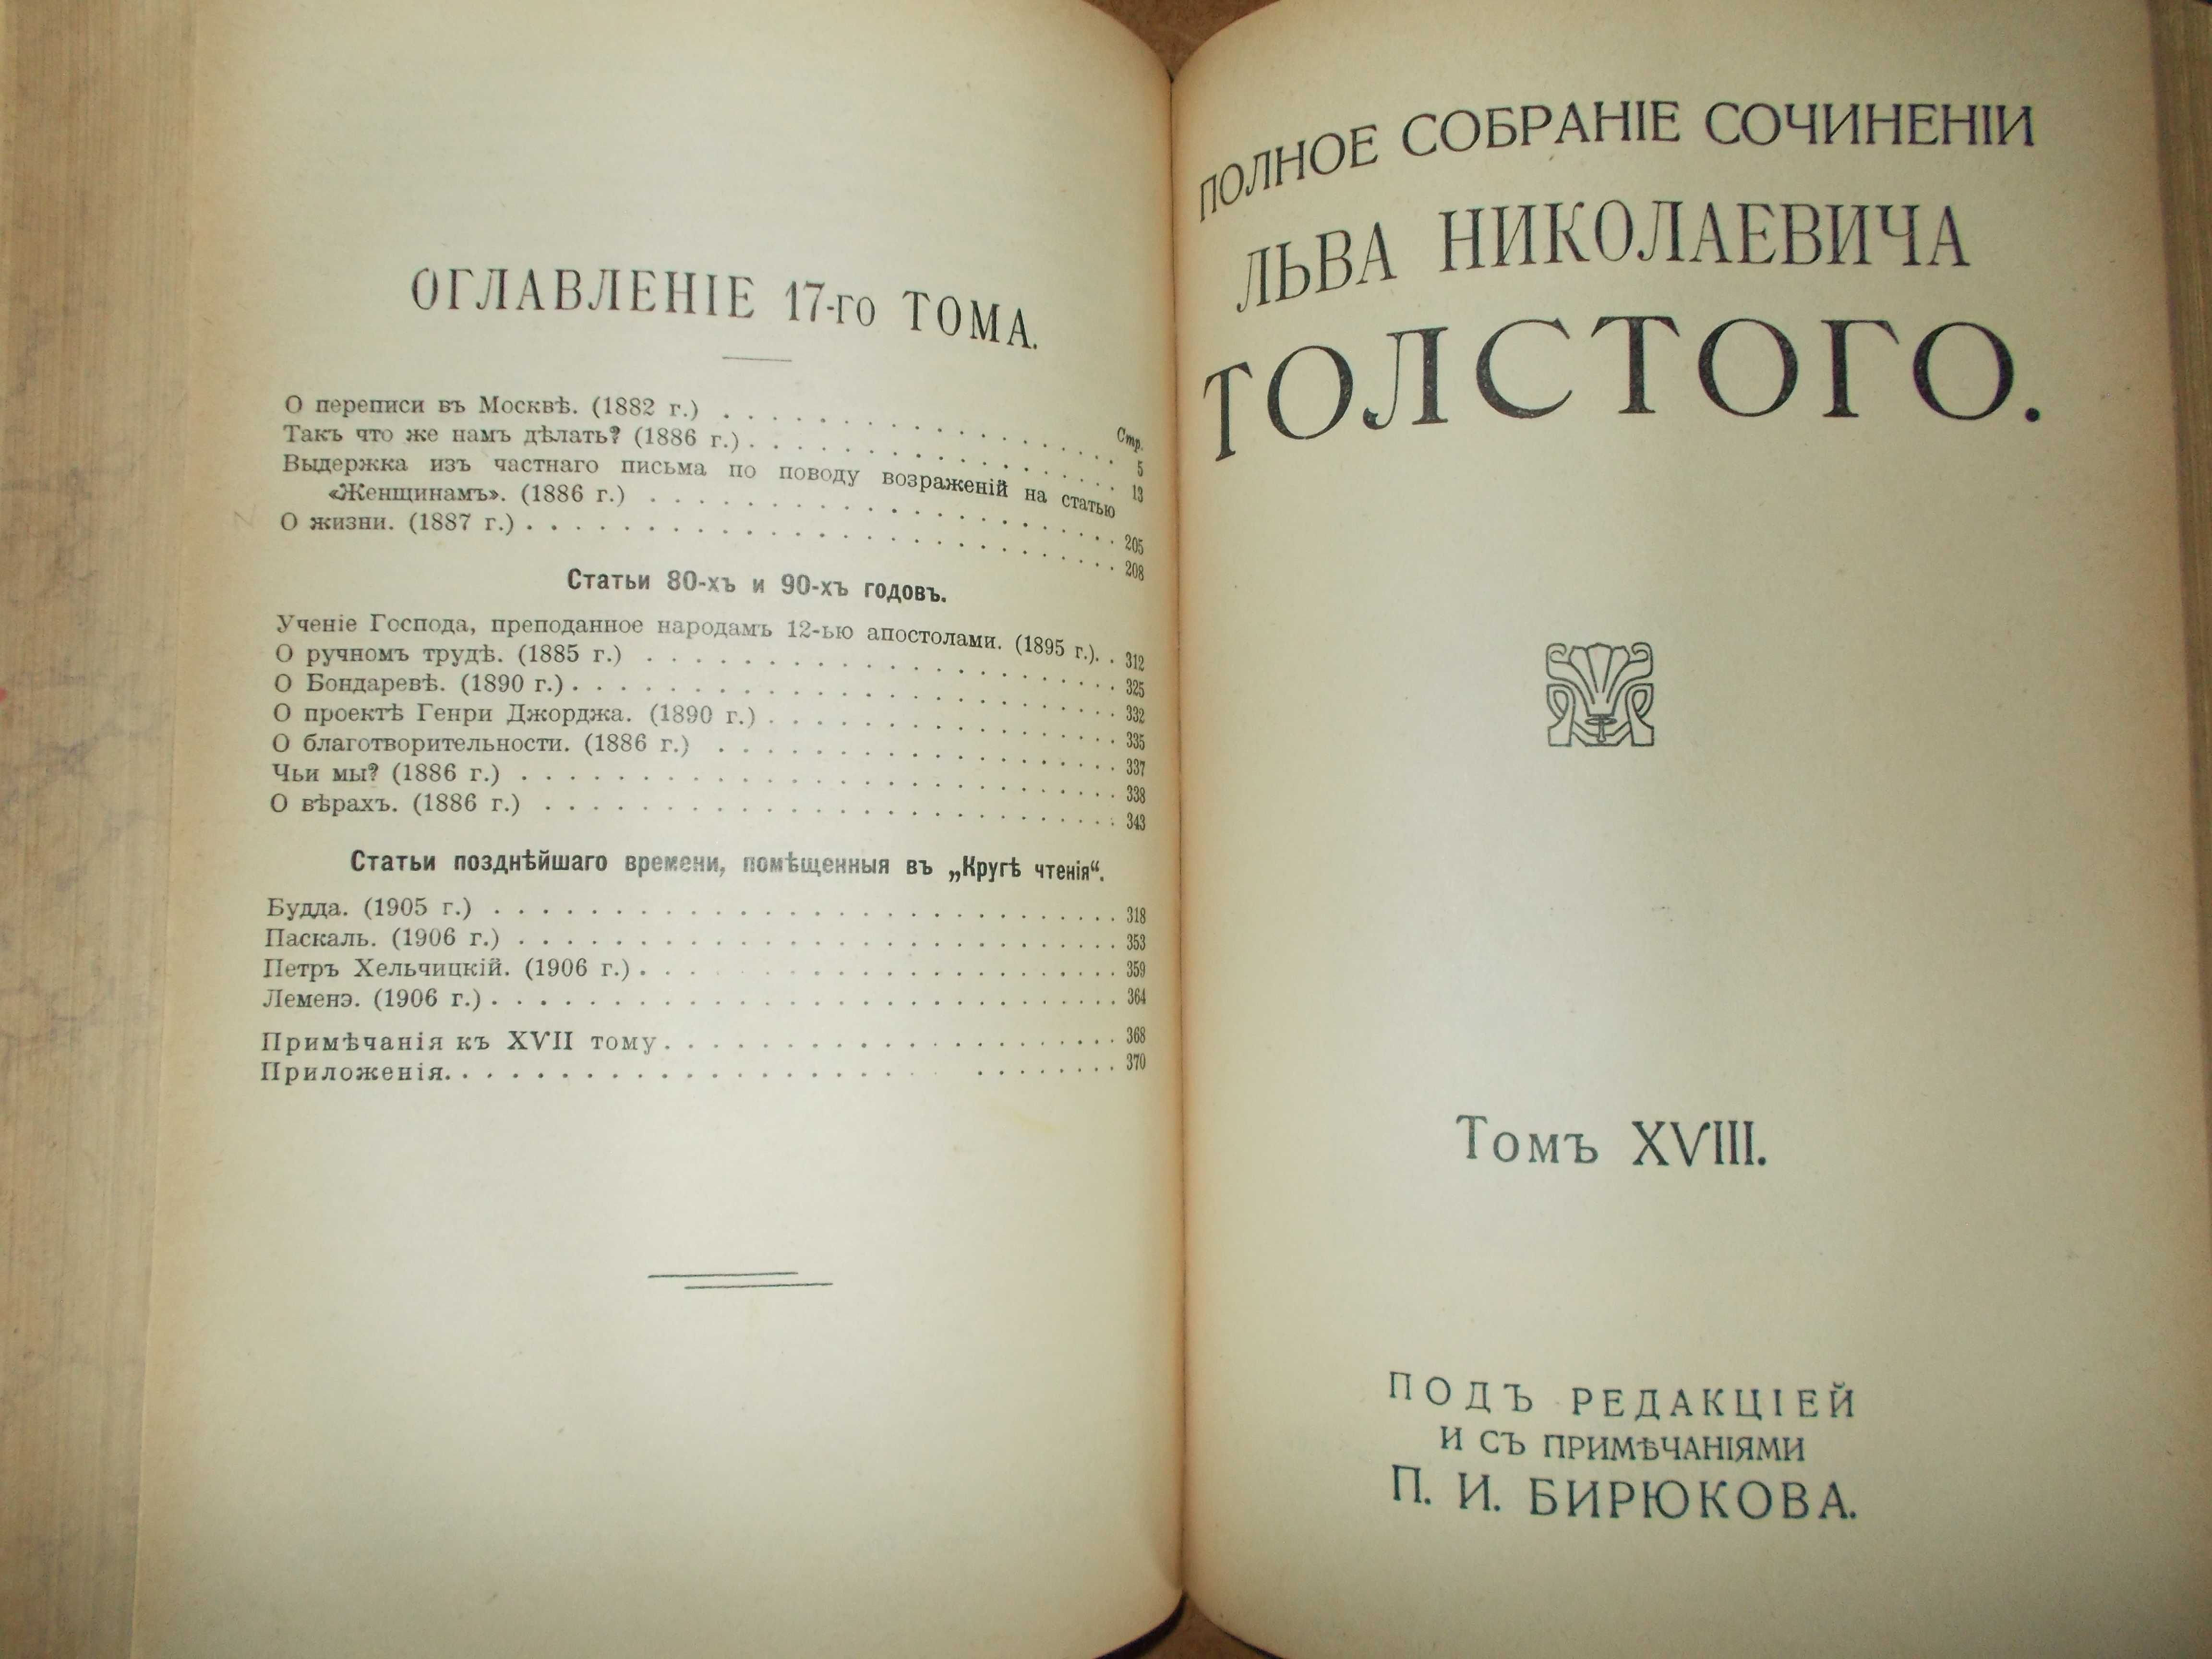 ОГЛАВЛЕНІЕ 17-го ТОМА.
Стр.
О переписи въ Москвѣ. (1882 г.) . . . . . . . . . . . . . . . . . 5
Такъ что же намъ дѣлать? (1886 г.) . . . . . . . . . . . . . . . . 13
Выдержка изъ частнаго письма по поводу возраженій на статью
«Женщинамъ». (1886 г.) . . . . . . . . . . . . . . . . . . . . 205
О жизни. (1887 г.) . . . . . . . . . . . . . . . . . . . . . . . . 208
Статьи 80-хъ и 90-хъ годовъ.
Ученіе Господа, преподанное народамъ 12-ью апостолами. (1895 г.). . 312
О ручномъ трудѣ. (1885 г.) . . . . . . . . . . . . . . . . . . . . 325
О Бондаревѣ. (1890 г.) . . . . . . . . . . . . . . . . . . . . . . 332
О проектѣ Генри Джорджа. (1890 г.) . . . . . . . . . . . . . . . 335
О благотворительности. (1886 г.) . . . . . . . . . . . . . . . . . 337
Чьи мы? (1886 г.) . . . . . . . . . . . . . . . . . . . . . . . . . 338
О вѣрахъ. (1886 г.) . . . . . . . . . . . . . . . . . . . . . . . . 343
Статьи позднѣйшаго времени, помѣщенныя въ „Кругѣ чтенія“.
Будда. (1905 г.) . . . . . . . . . . . . . . . . . . . . . . . . . . 318
Паскаль. (1906 г.) . . . . . . . . . . . . . . . . . . . . . . . . . 353
Петръ Хельчицкій. (1906 г.) . . . . . . . . . . . . . . . . . . . . 359
Леменэ. (1906 г.) . . . . . . . . . . . . . . . . . . . . . . . . . . 364
Примѣчанія къ XVII тому . . . . . . . . . . . . . . . . . . . 368
Приложенія. . . . . . . . . . . . . . . . . . . . . . . . . . . . 370
ПОЛНОЕ СОБРАНІЕ СОЧИНЕНІИ
ЛЬВА НИКОЛАЕВИЧА
ТОЛСТОГО.
Томъ XVIII.
ПОДЪ РЕДАКЦІЕЙ
И СЪ ПРИМѢЧАНІЯМИ
П. И. БИРЮКОВА.